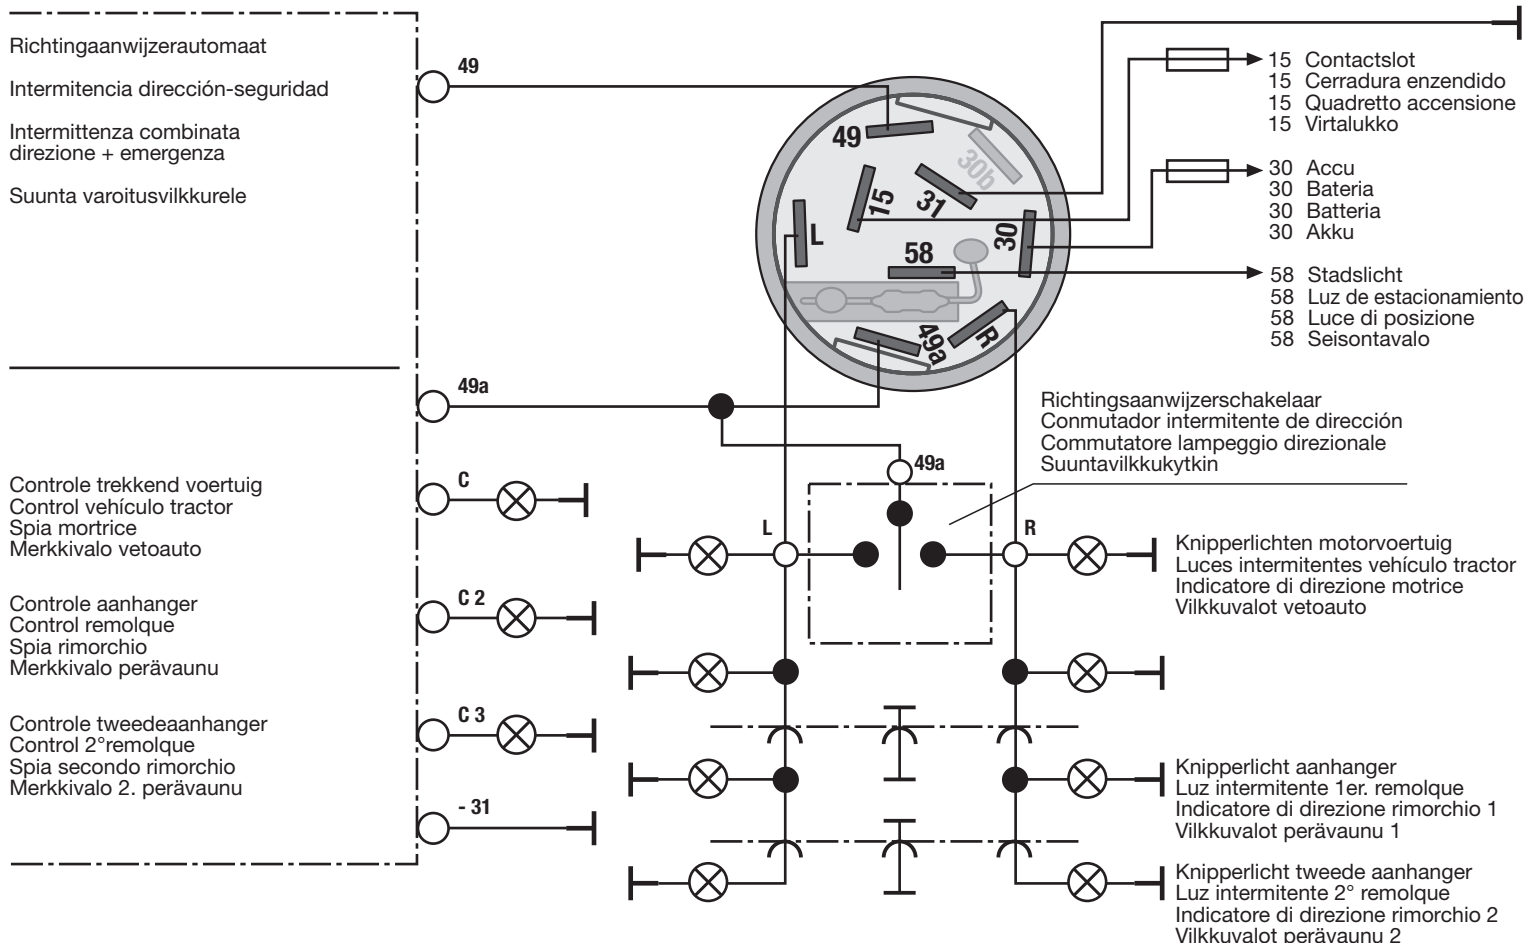 Richtingaanwijzerautomaat
Intermitencia dirección-seguridad
Intermittenza combinata
direzione + emergenza
Suunta varoitusvilkkurele
49
49a
Controle trekkend voertuig
Control vehículo tractor
Spia mortrice
Merkkivalo vetoauto
C
Controle aanhanger
Control remolque
Spia rimorchio
Merkkivalo perävaunu
C 2
Controle tweedeaanhanger
Control 2°remolque
Spia secondo rimorchio
Merkkivalo 2. perävaunu
C 3
- 31
49
30b
15
31
L
30
58
49a
R
15 Contactslot
15 Cerradura enzendido
15 Quadretto accensione
15 Virtalukko
30 Accu
30 Bateria
30 Batteria
30 Akku
58 Stadslicht
58 Luz de estacionamiento
58 Luce di posizione
58 Seisontavalo
Richtingsaanwijzerschakelaar
Conmutador intermitente de dirección
Commutatore lampeggio direzionale
Suuntavilkkukytkin
49a
L
R
Knipperlichten motorvoertuig
Luces intermitentes vehículo tractor
Indicatore di direzione motrice
Vilkkuvalot vetoauto
Knipperlicht aanhanger
Luz intermitente 1er. remolque
Indicatore di direzione rimorchio 1
Vilkkuvalot perävaunu 1
Knipperlicht tweede aanhanger
Luz intermitente 2° remolque
Indicatore di direzione rimorchio 2
Vilkkuvalot perävaunu 2